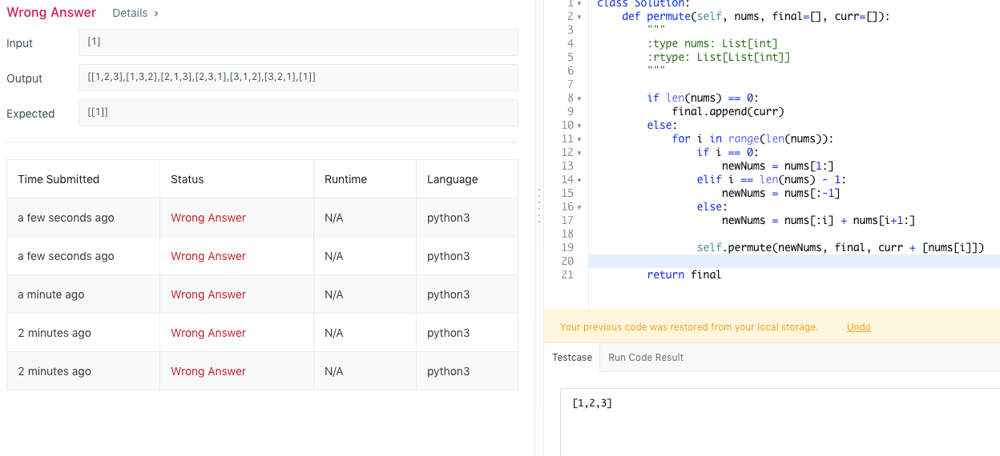 Wrong Answer Details ›
Input [1]
Output [[1,2,3],[1,3,2],[2,1,3],[2,3,1],[3,1,2],[3,2,1],[1]]
Expected [[1]]
Time Submitted Status Runtime Language
a few seconds ago Wrong Answer N/A python3
a few seconds ago Wrong Answer N/A python3
a minute ago Wrong Answer N/A python3
2 minutes ago Wrong Answer N/A python3
2 minutes ago Wrong Answer N/A python3
1 class Solution:
2 def permute(self, nums, final=[], curr=[]):
3 """
4 :type nums: List[int]
5 :rtype: List[List[int]]
6 """
7
8 if len(nums) == 0:
9 final.append(curr)
10 else:
11 for i in range(len(nums)):
12 if i == 0:
13 newNums = nums[1:]
14 elif i == len(nums) - 1:
15 newNums = nums[:-1]
16 else:
17 newNums = nums[:i] + nums[i+1:]
18
19 self.permute(newNums, final, curr + [nums[i]])
20
21 return final
Your previous code was restored from your local storage. Undo
Testcase Run Code Result
[1,2,3]